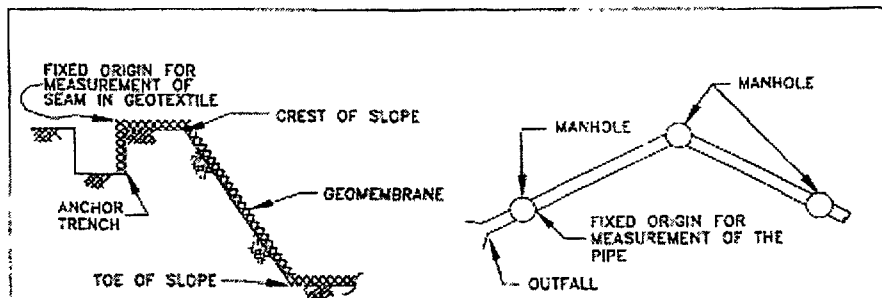 FIXED ORIGIN FOR
MEASUREMENT OF
SEAM IN GEOTEXTILE
CREST OF SLOPE
GEOMEMBRANE
ANCHOR
TRENCH
TOE OF SLOPE
MANHOLE
MANHOLE
FIXED ORIGIN FOR
MEASUREMENT OF THE
PIPE
OUTFALL